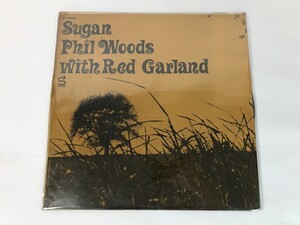 Sugan
Phil Woods
with Red Garland
S